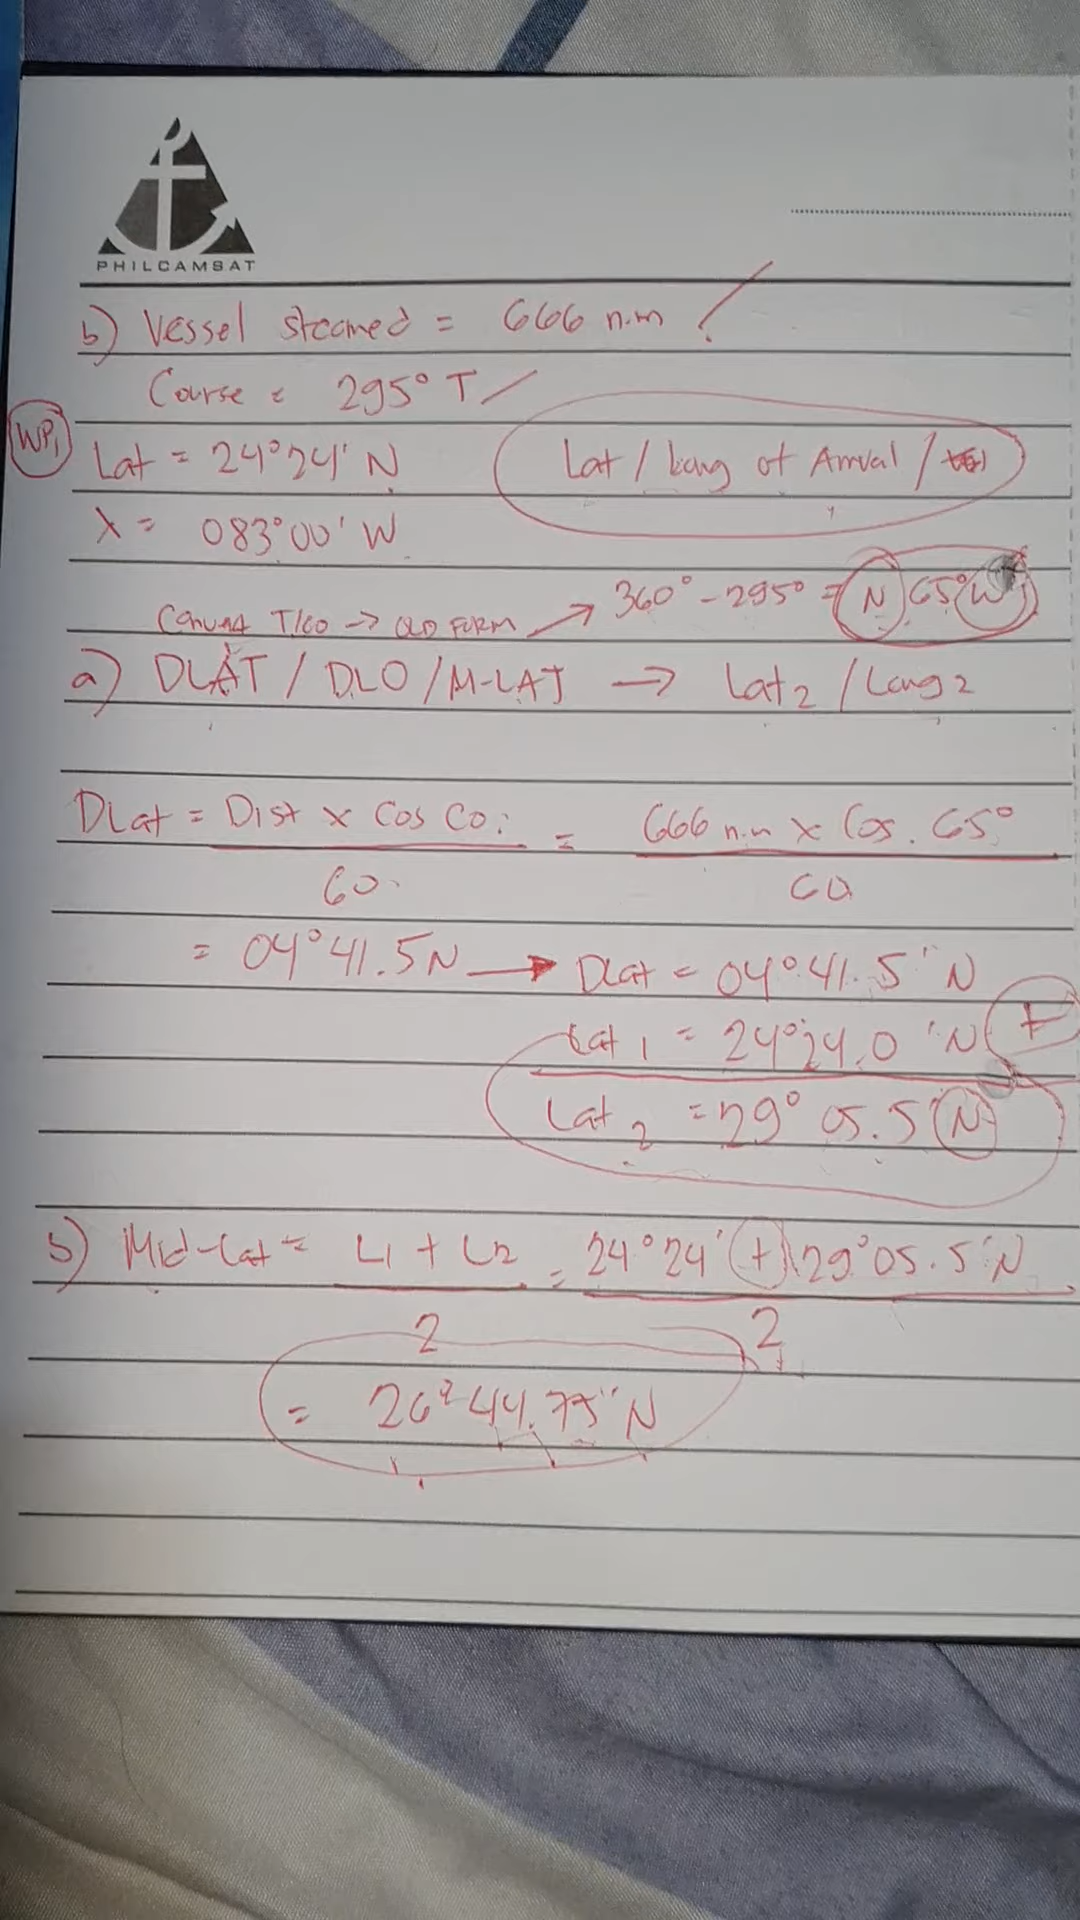 PHILCAMSAT
b) Vessel steamed = 666 n.m
Course = 295° T
WP1
Lat = 24°24' N
Lat / Long of Arrival /
λ = 083°00' W
360° - 295° = N 65° W
Convert T/CO → OLD FORM
a) DLAT / DLO / M-LAT → Lat2 / Long2
DLat = Dist x Cos Co. = 666 n.m x Cos. 65°
60 60
= 04°41.5N → DLat = 04°41.5' N
Lat 1 = 24°24.0 'N +
Lat 2 = 29° 05.5 N
b) Mid-Lat = L1 + L2 = 24°24' + 29°05.5' N
2 2
= 26° 44.75' N